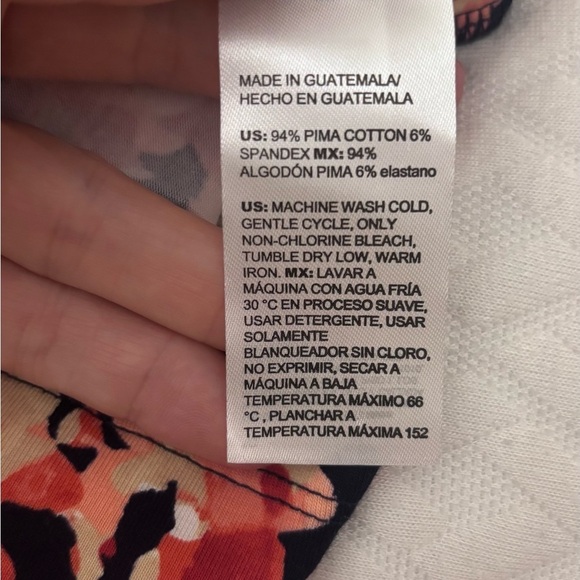 MADE IN GUATEMALA/
HECHO EN GUATEMALA
US: 94% PIMA COTTON 6%
SPANDEX MX: 94%
ALGODÓN PIMA 6% elastano
US: MACHINE WASH COLD,
GENTLE CYCLE, ONLY
NON-CHLORINE BLEACH,
TUMBLE DRY LOW, WARM
IRON. MX: LAVAR A
MÁQUINA CON AGUA FRÍA
30 °C EN PROCESO SUAVE,
USAR DETERGENTE, USAR
SOLAMENTE
BLANQUEADOR SIN CLORO,
NO EXPRIMIR, SECAR A
MÁQUINA A BAJA
TEMPERATURA MÁXIMO 66
°C , PLANCHAR A
TEMPERATURA MÁXIMA 152